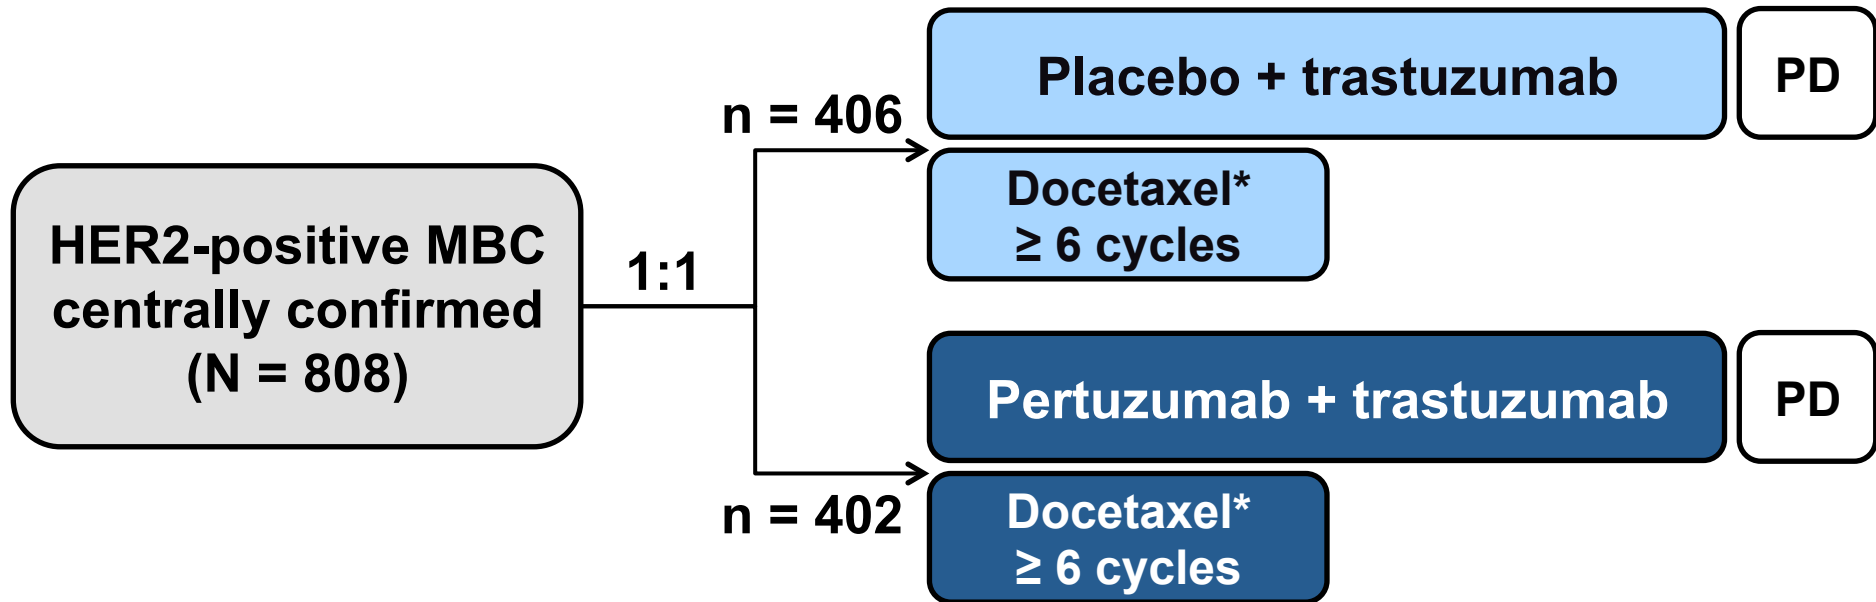 HER2-positive MBC
centrally confirmed
(N = 808)
1:1
n = 406
Placebo + trastuzumab
PD
Docetaxel*
≥ 6 cycles
n = 402
Pertuzumab + trastuzumab
PD
Docetaxel*
≥ 6 cycles